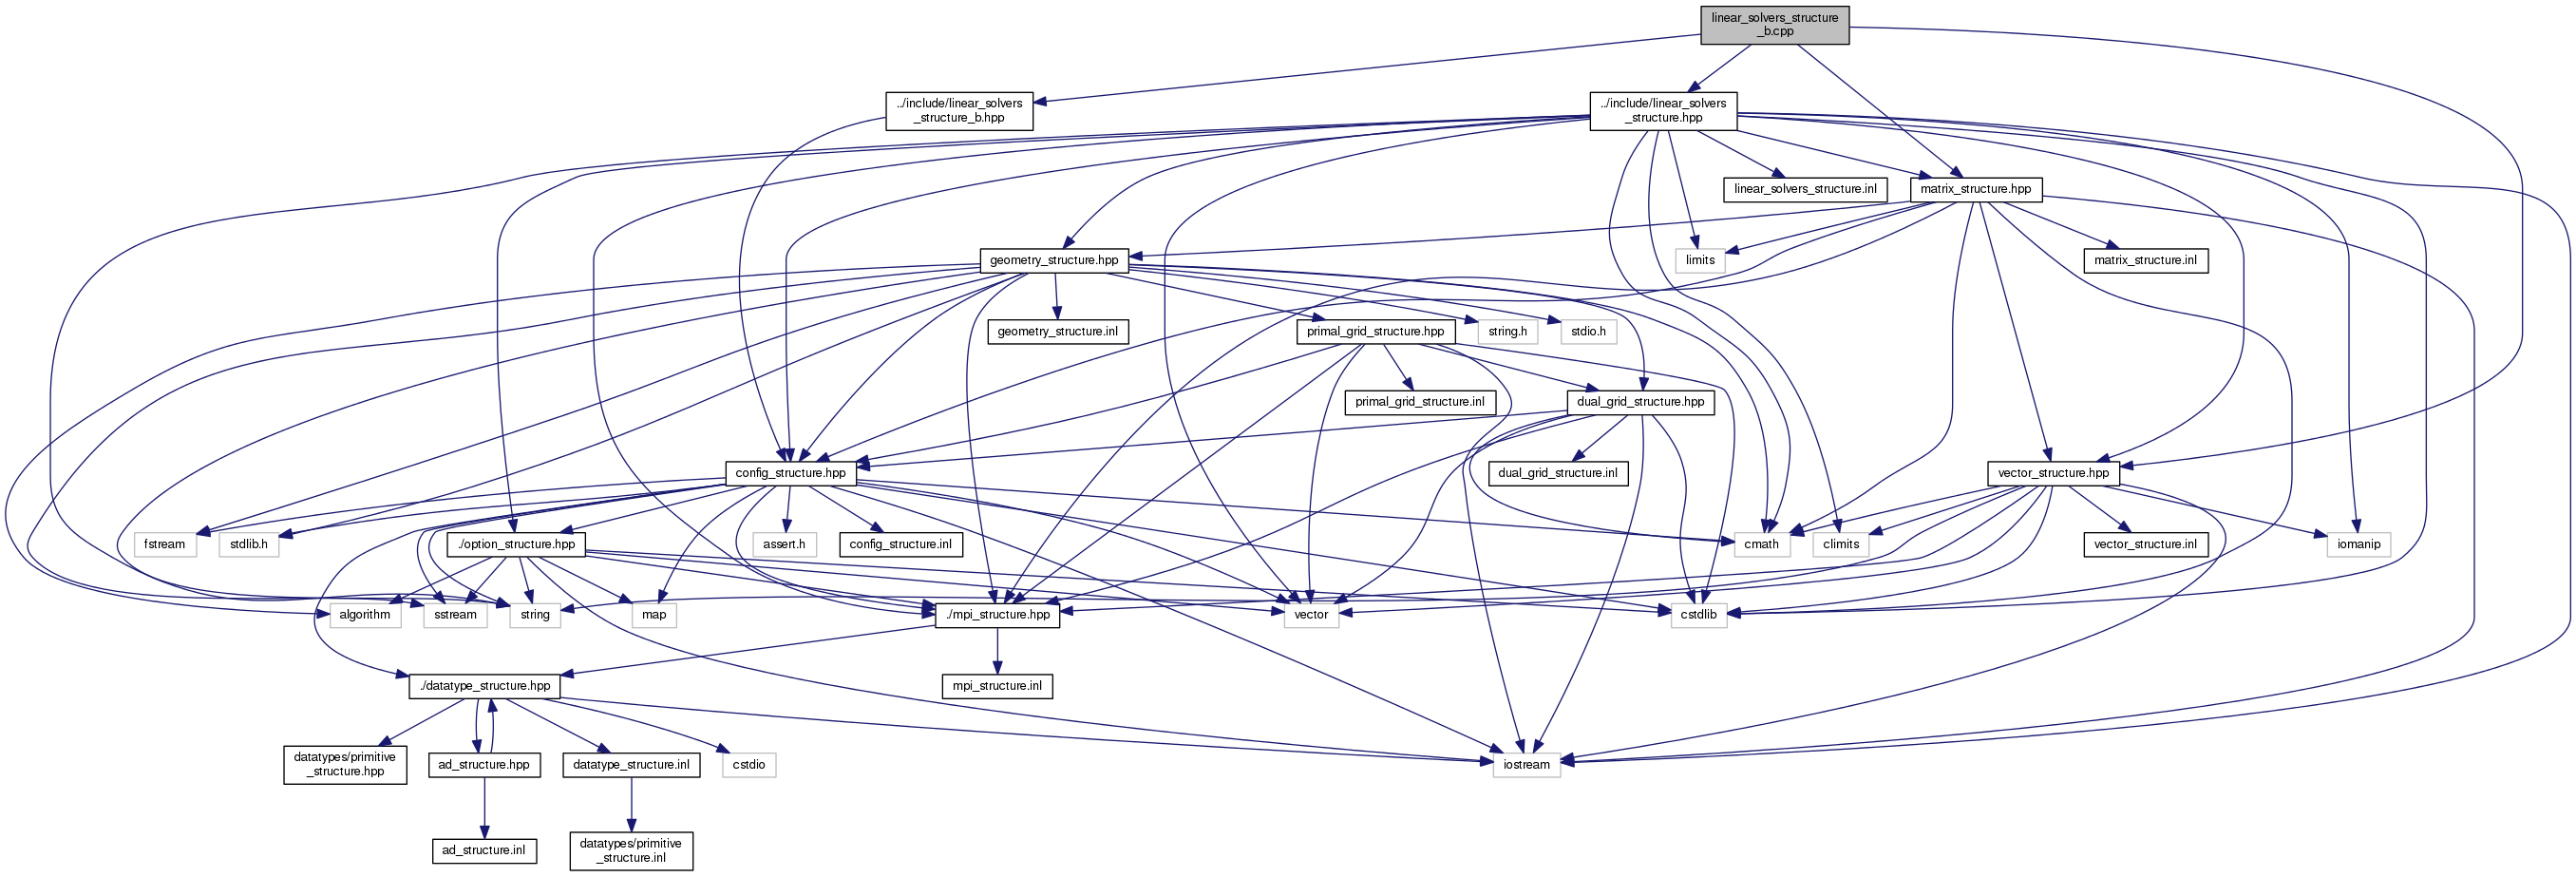 linear_solvers_structure
_b.cpp
../include/linear_solvers
_structure_b.hpp
../include/linear_solvers
_structure.hpp
linear_solvers_structure.inl
matrix_structure.hpp
geometry_structure.hpp
limits
matrix_structure.inl
geometry_structure.inl
primal_grid_structure.hpp
string.h
stdio.h
primal_grid_structure.inl
dual_grid_structure.hpp
config_structure.hpp
dual_grid_structure.inl
vector_structure.hpp
fstream
stdlib.h
./option_structure.hpp
assert.h
config_structure.inl
cmath
climits
vector_structure.inl
iomanip
algorithm
sstream
string
map
./mpi_structure.hpp
vector
cstdlib
./datatype_structure.hpp
mpi_structure.inl
datatypes/primitive
_structure.hpp
ad_structure.hpp
datatype_structure.inl
cstdio
iostream
ad_structure.inl
datatypes/primitive
_structure.inl